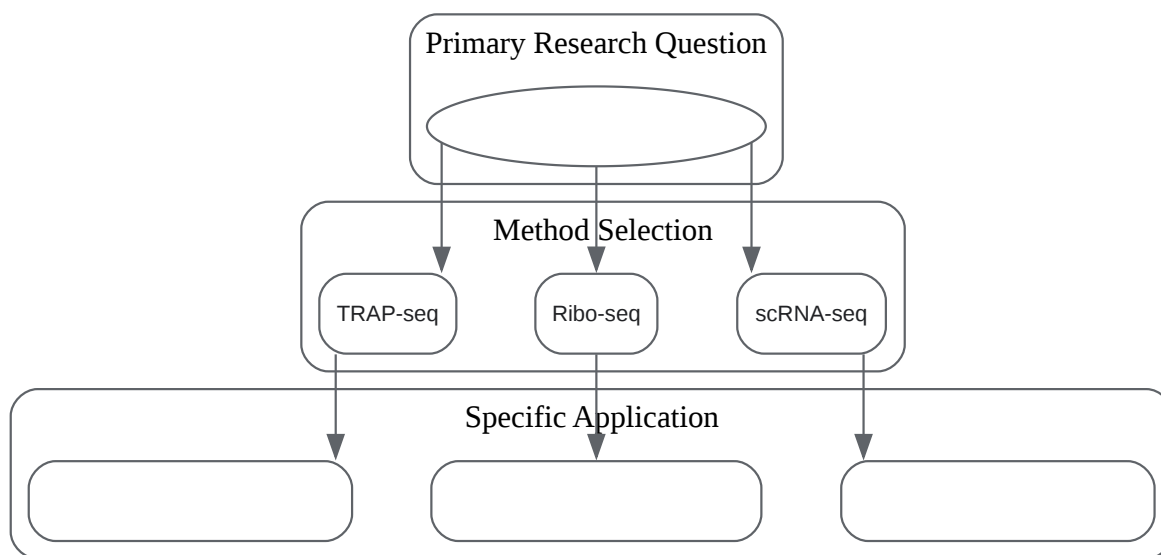 Primary Research Question
Method Selection
TRAP-seq
Ribo-seq
scRNA-seq
Specific Application